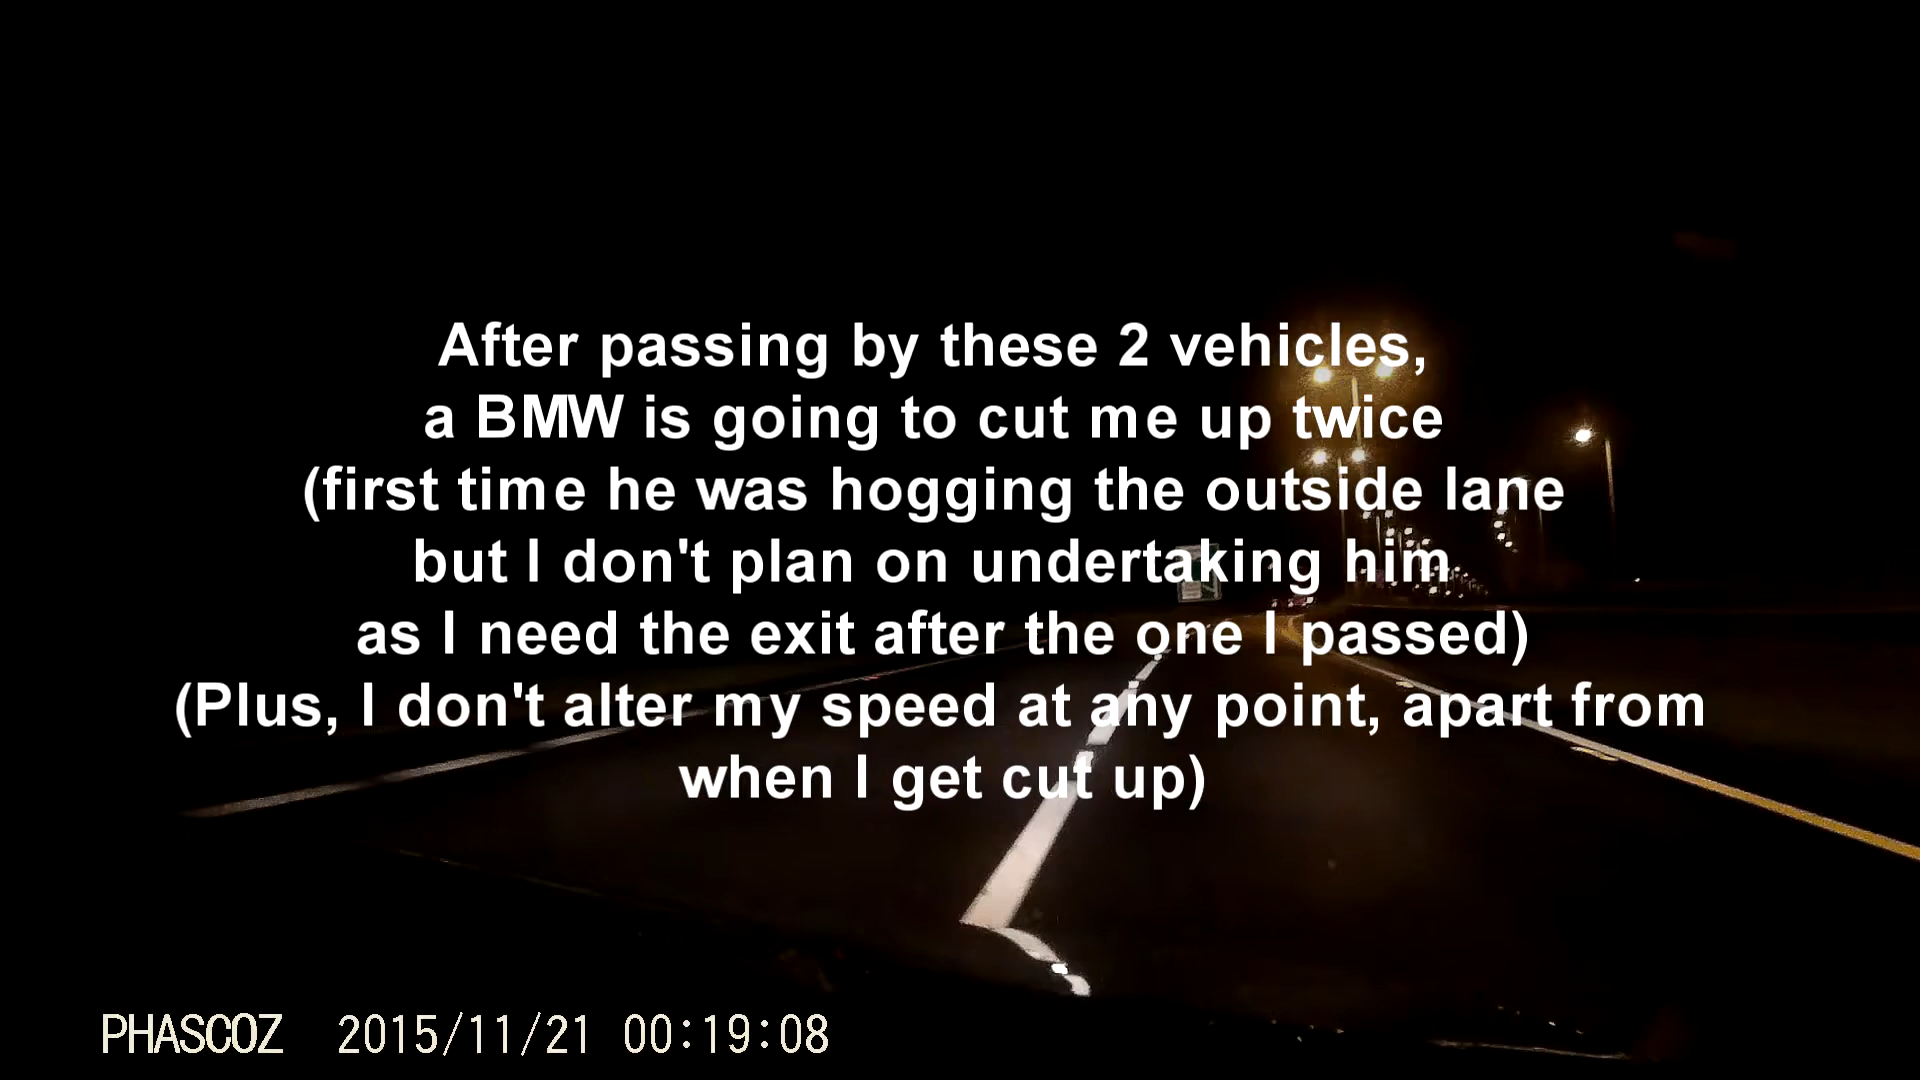 After passing by these 2 vehicles,
a BMW is going to cut me up twice
(first time he was hogging the outside lane
but I don't plan on undertaking him
as I need the exit after the one I passed)
(Plus, I don't alter my speed at any point, apart from
when I get cut up)
PHASCOZ 2015/11/21 00:19:08